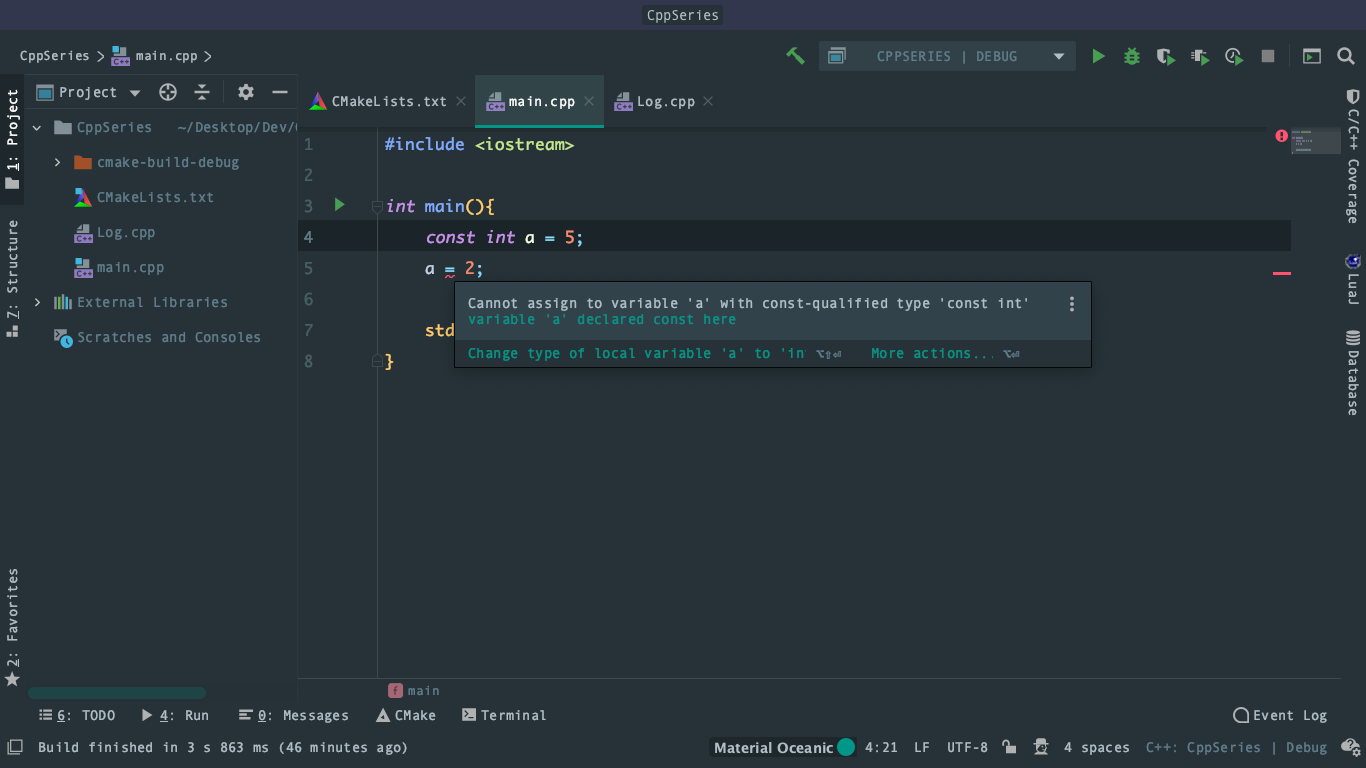 CppSeries
CppSeries
main.cpp
CPPSERIES | DEBUG
1: Project
Z: Structure
2: Favorites
Project
CppSeries
cmake-build-debug
CMakeLists.txt
Log.cpp
main.cpp
External Libraries
Scratches and Consoles
CMakeLists.txt
main.cpp
Log.cpp
1 #include <iostream>
2
3 int main(){
4 const int a = 5;
5 a = 2;
6
7 std
8 }
Cannot assign to variable 'a' with const-qualified type 'const int'
variable 'a' declared const here
Change type of local variable 'a' to 'in ⌥⇧⏎ More actions... ⌥⏎
C/C++ Coverage
LuaJ
Database
f main
6: TODO
4: Run
0: Messages
CMake
Terminal
Event Log
Build finished in 3 s 863 ms (46 minutes ago)
Material Oceanic
4:21
LF
UTF-8
4 spaces
C++: CppSeries | Debug